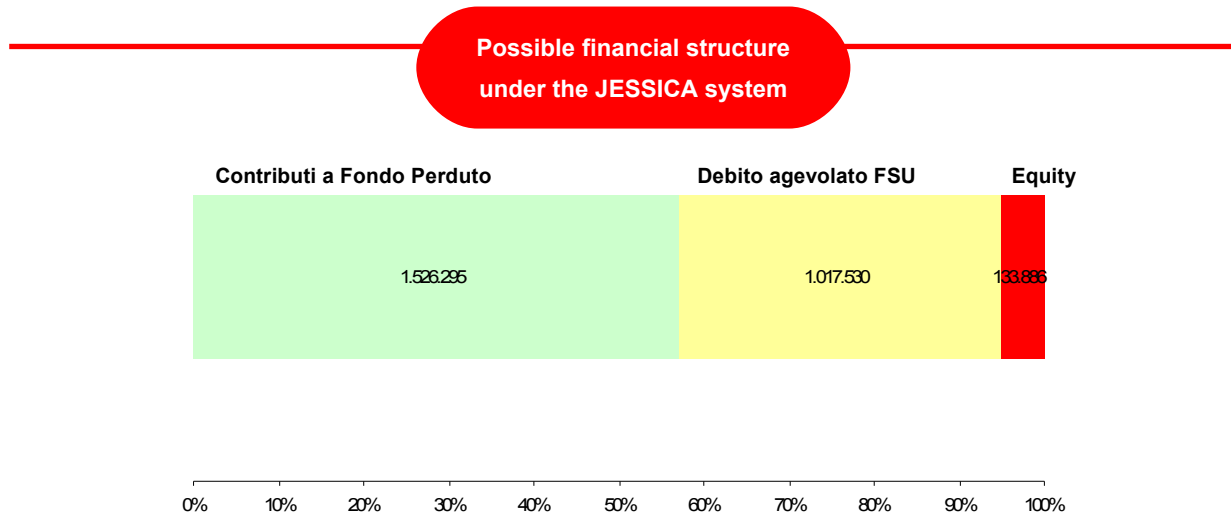 Possible financial structure
under the JESSICA system
Contributi a Fondo Perduto Debito agevolato FSU Equity
1.526.295 1.017.530 133.886
0% 10% 20% 30% 40% 50% 60% 70% 80% 90% 100%